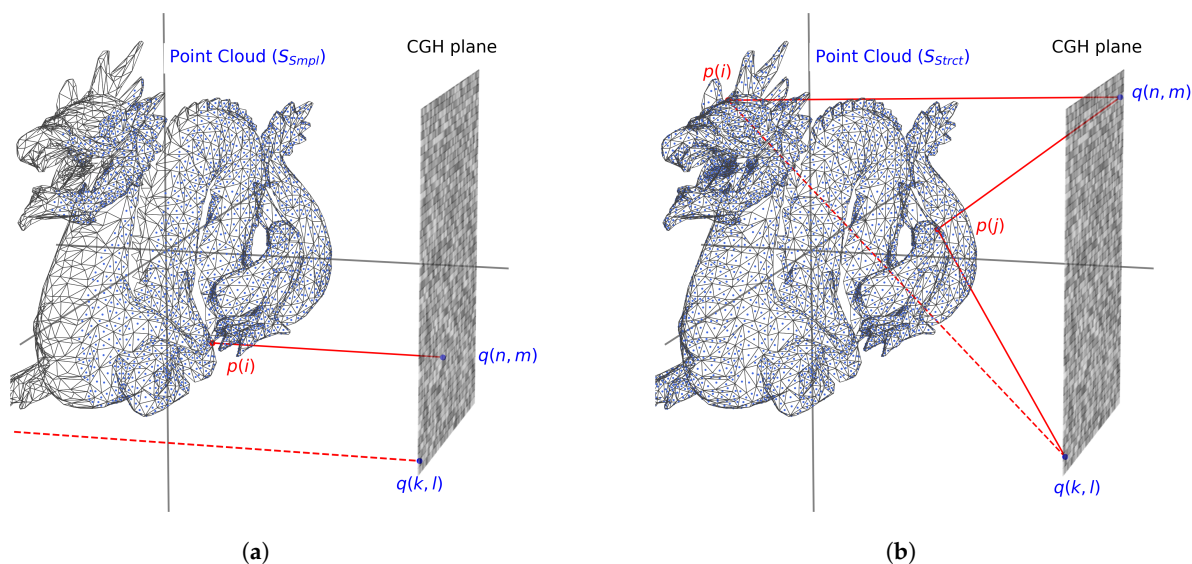 Point Cloud (S_Smpl)
CGH plane
p(i)
q(n, m)
q(k, l)
(a)
Point Cloud (S_Strct)
CGH plane
p(i)
q(n, m)
p(j)
q(k, l)
(b)